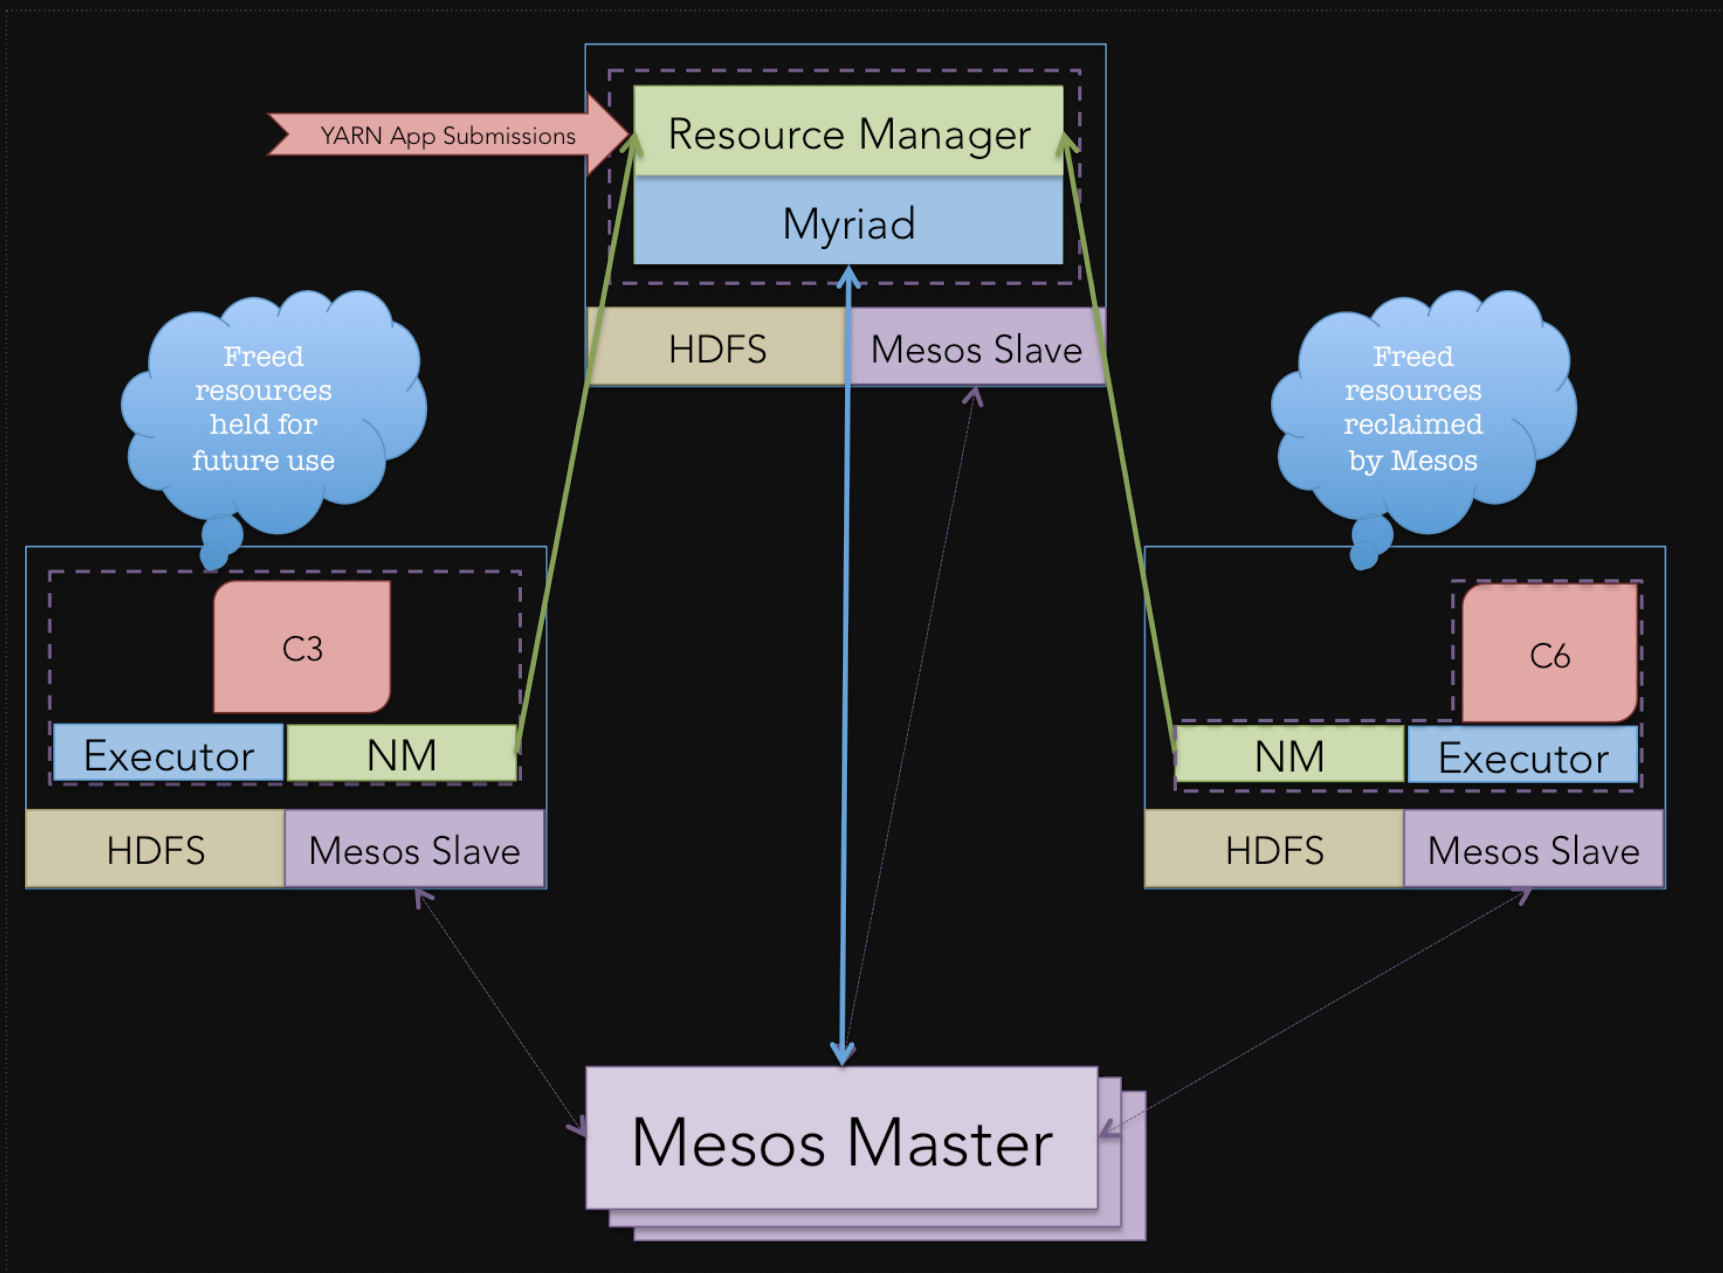 YARN App Submissions
Resource Manager
Myriad
HDFS
Mesos Slave
Freed
resources
held for
future use
Freed
resources
reclaimed
by Mesos
C3
Executor
NM
HDFS
Mesos Slave
C6
NM
Executor
HDFS
Mesos Slave
Mesos Master